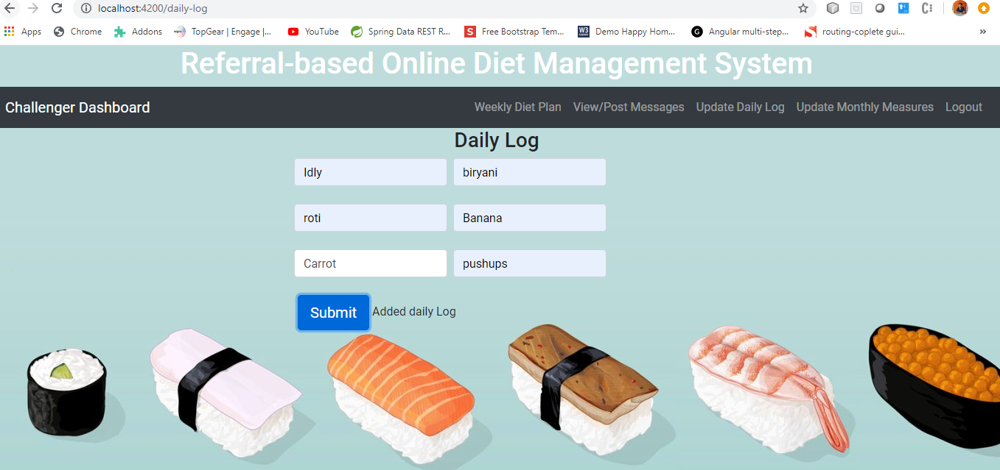 localhost:4200/daily-log
Apps Chrome Addons TopGear | Engage |... YouTube Spring Data REST R... S Free Bootstrap Tem... W3 Demo Happy Hom... G Angular multi-step... routing-coplete gui... »
Referral-based Online Diet Management System
Challenger Dashboard Weekly Diet Plan View/Post Messages Update Daily Log Update Monthly Measures Logout
Daily Log
Idly biryani
roti Banana
Carrot pushups
Submit Added daily Log